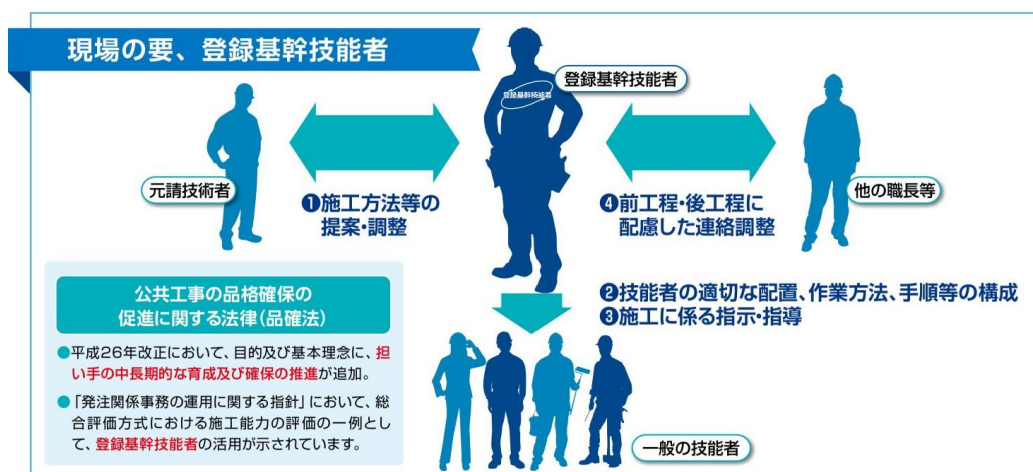 現場の要、登録基幹技能者
登録基幹技能者
登録基幹技能者
元請技術者
他の職長等
❶施工方法等の
提案・調整
❹前工程・後工程に
配慮した連絡調整
公共工事の品格確保の
促進に関する法律(品確法)
●平成26年改正において、目的及び基本理念に、担
い手の中長期的な育成及び確保の推進が追加。
●「発注関係事務の運用に関する指針」において、総
合評価方式における施工能力の評価の一例とし
て、登録基幹技能者の活用が示されています。
❷技能者の適切な配置、作業方法、手順等の構成
❸施工に係る指示・指導
一般の技能者